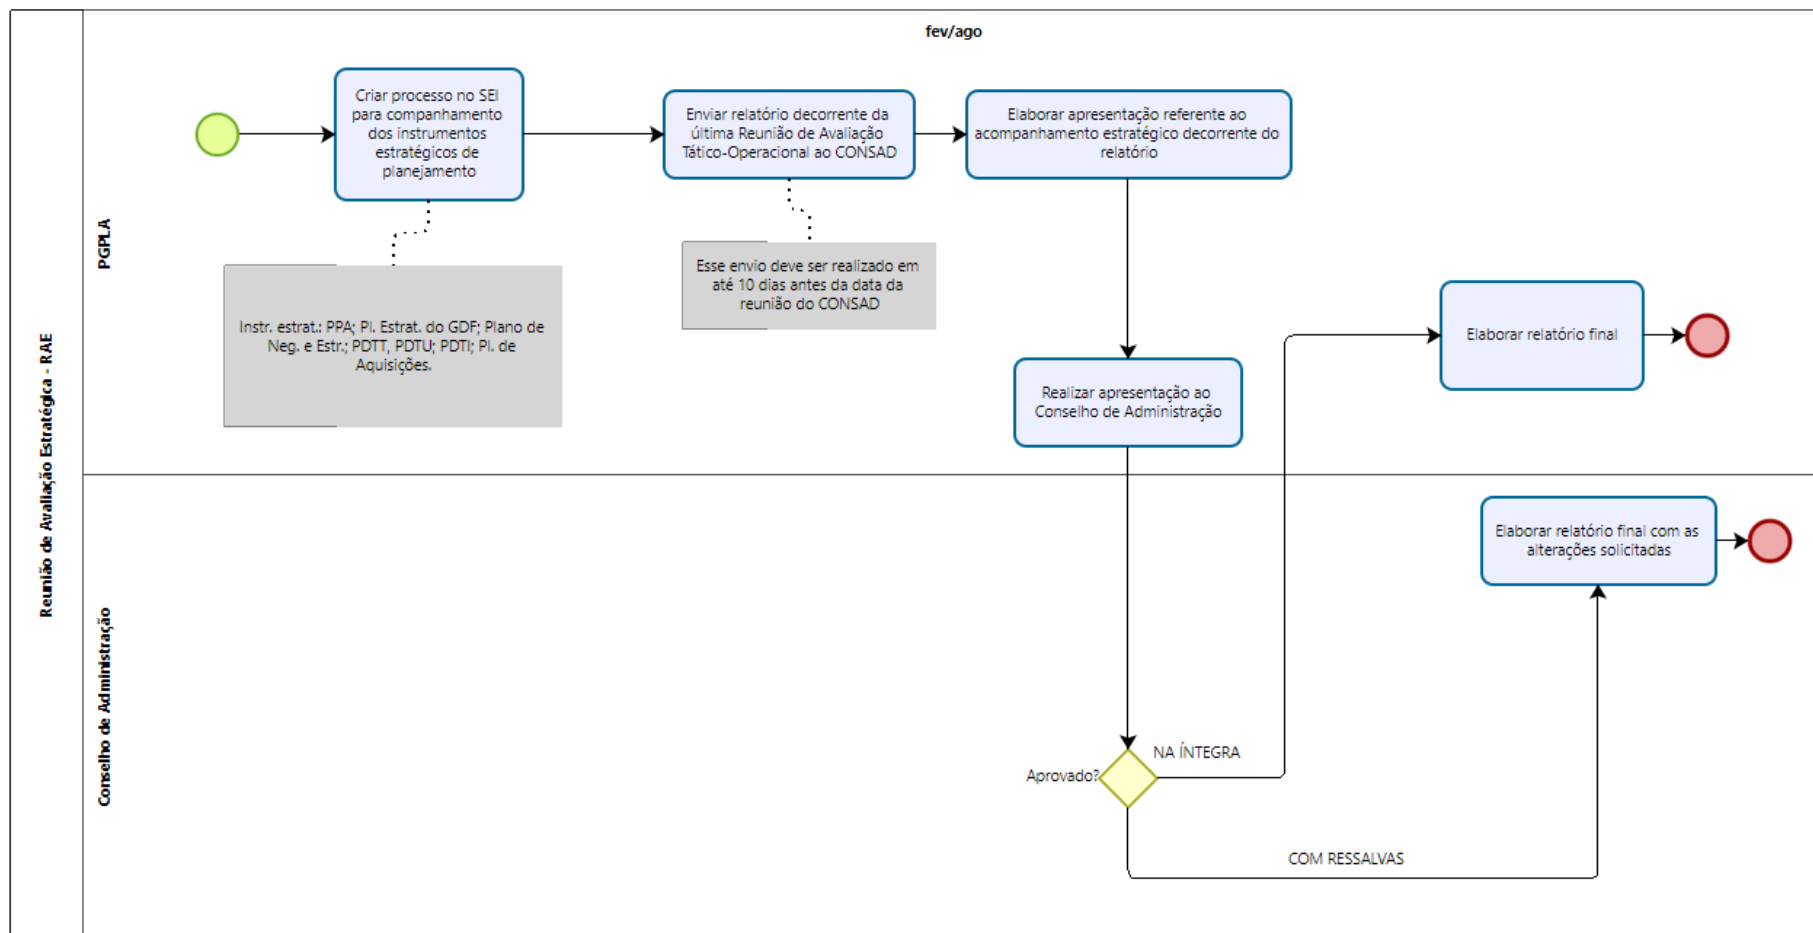 fev/ago
Reunião de Avaliação Estratégica - RAE
PGPLA
Criar processo no SEI
para companhamento
dos instrumentos
estratégicos de
planejamento
Enviar relatório decorrente da
última Reunião de Avaliação
Tático-Operacional ao CONSAD
Elaborar apresentação referente ao
acompanhamento estratégico decorrente do
relatório
Instr. estrat.: PPA; Pl. Estrat. do GDF; Plano de
Neg. e Estr.; PDTT, PDTU; PDTI; Pl. de
Aquisições.
Esse envio deve ser realizado em
até 10 dias antes da data da
reunião do CONSAD
Realizar apresentação ao
Conselho de Administração
Elaborar relatório final
Conselho de Administração
Elaborar relatório final com as
alterações solicitadas
Aprovado?
NA ÍNTEGRA
COM RESSALVAS